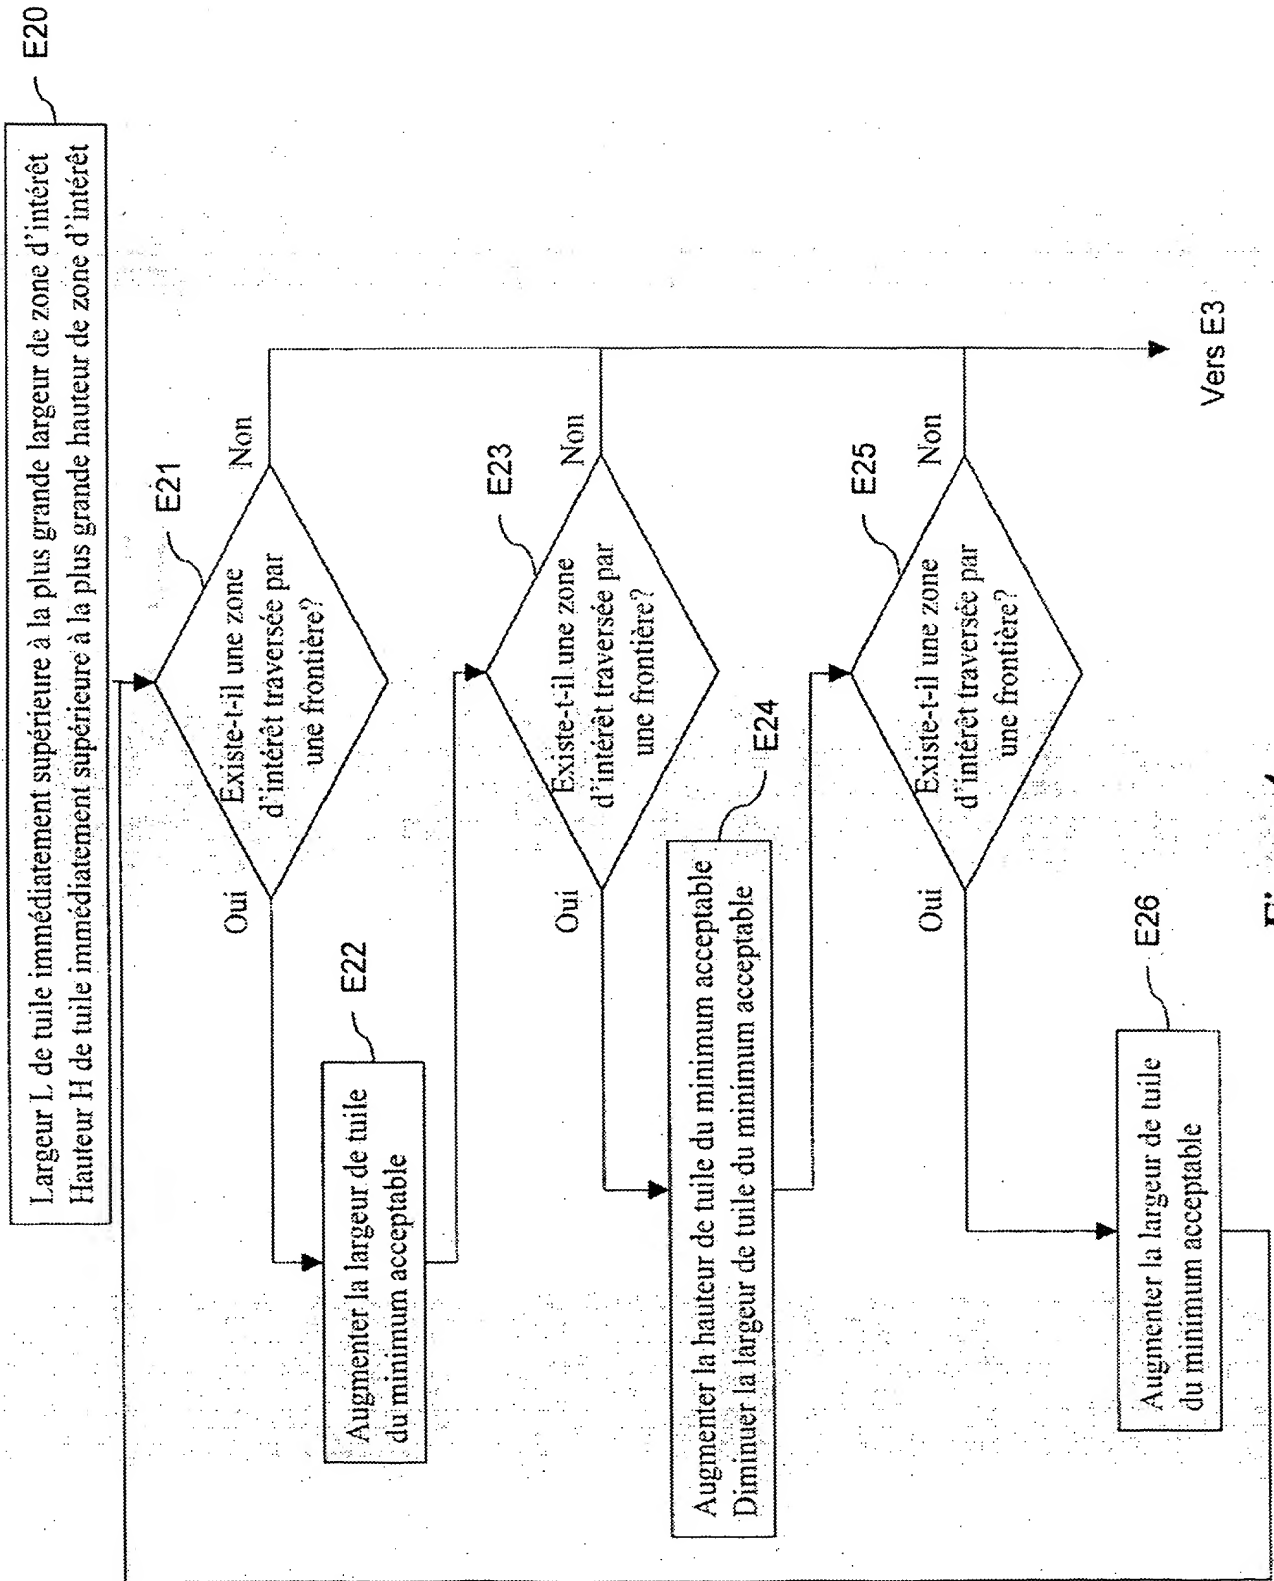 E20
Largeur L de tuile immédiatement supérieure à la plus grande largeur de zone d'intérêt
Hauteur H de tuile immédiatement supérieure à la plus grande hauteur de zone d'intérêt
E21
Existe-t-il une zone
d'intérêt traversée par
une frontière?
Oui
Non
E22
Augmenter la largeur de tuile
du minimum acceptable
E23
Existe-t-il une zone
d'intérêt traversée par
une frontière?
Oui
Non
E24
Augmenter la hauteur de tuile du minimum acceptable
Diminuer la largeur de tuile du minimum acceptable
E25
Existe-t-il une zone
d'intérêt traversée par
une frontière?
Oui
Non
E26
Augmenter la largeur de tuile
du minimum acceptable
Vers E3